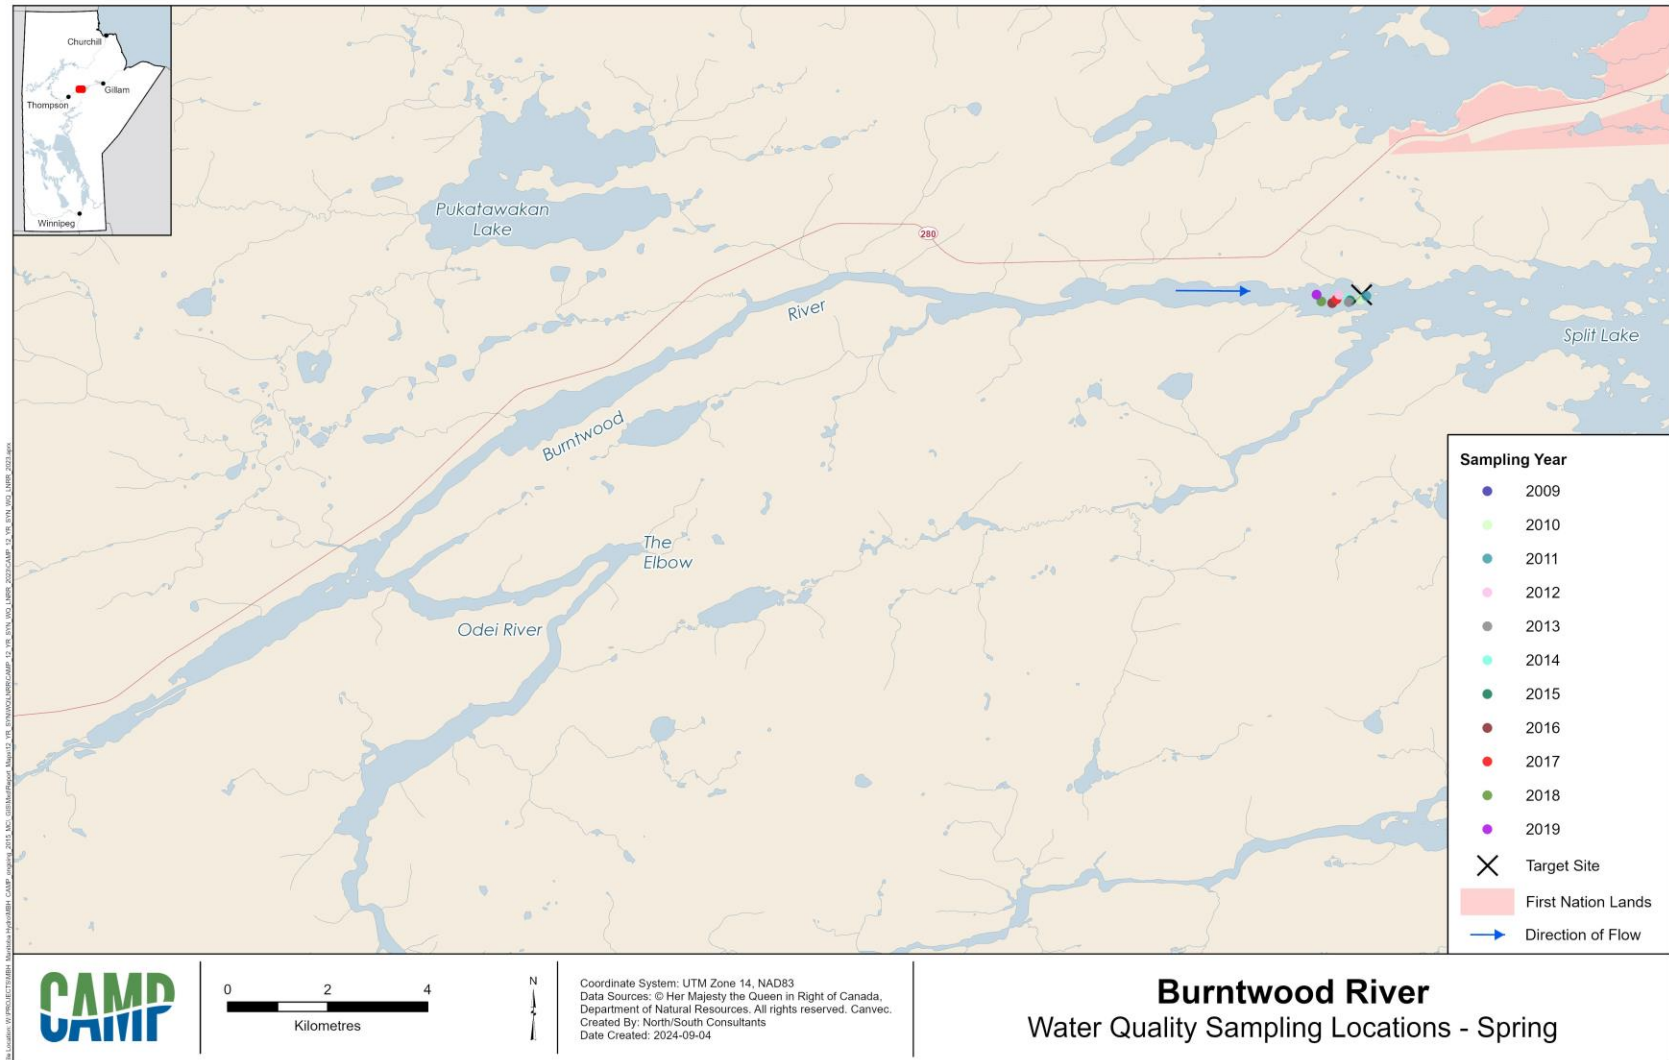 Churchill
Gillam
Thompson
Winnipeg
Pukatawakan
Lake
280
River
Split Lake
Burntwood
The
Elbow
Odei River
Sampling Year
2009
2010
2011
2012
2013
2014
2015
2016
2017
2018
2019
Target Site
First Nation Lands
Direction of Flow
CAMP
0 2 4
Kilometres
N
Coordinate System: UTM Zone 14, NAD83
Data Sources: © Her Majesty the Queen in Right of Canada,
Department of Natural Resources. All rights reserved. Canvec.
Created By: North/South Consultants
Date Created: 2024-09-04
Burntwood River
Water Quality Sampling Locations - Spring